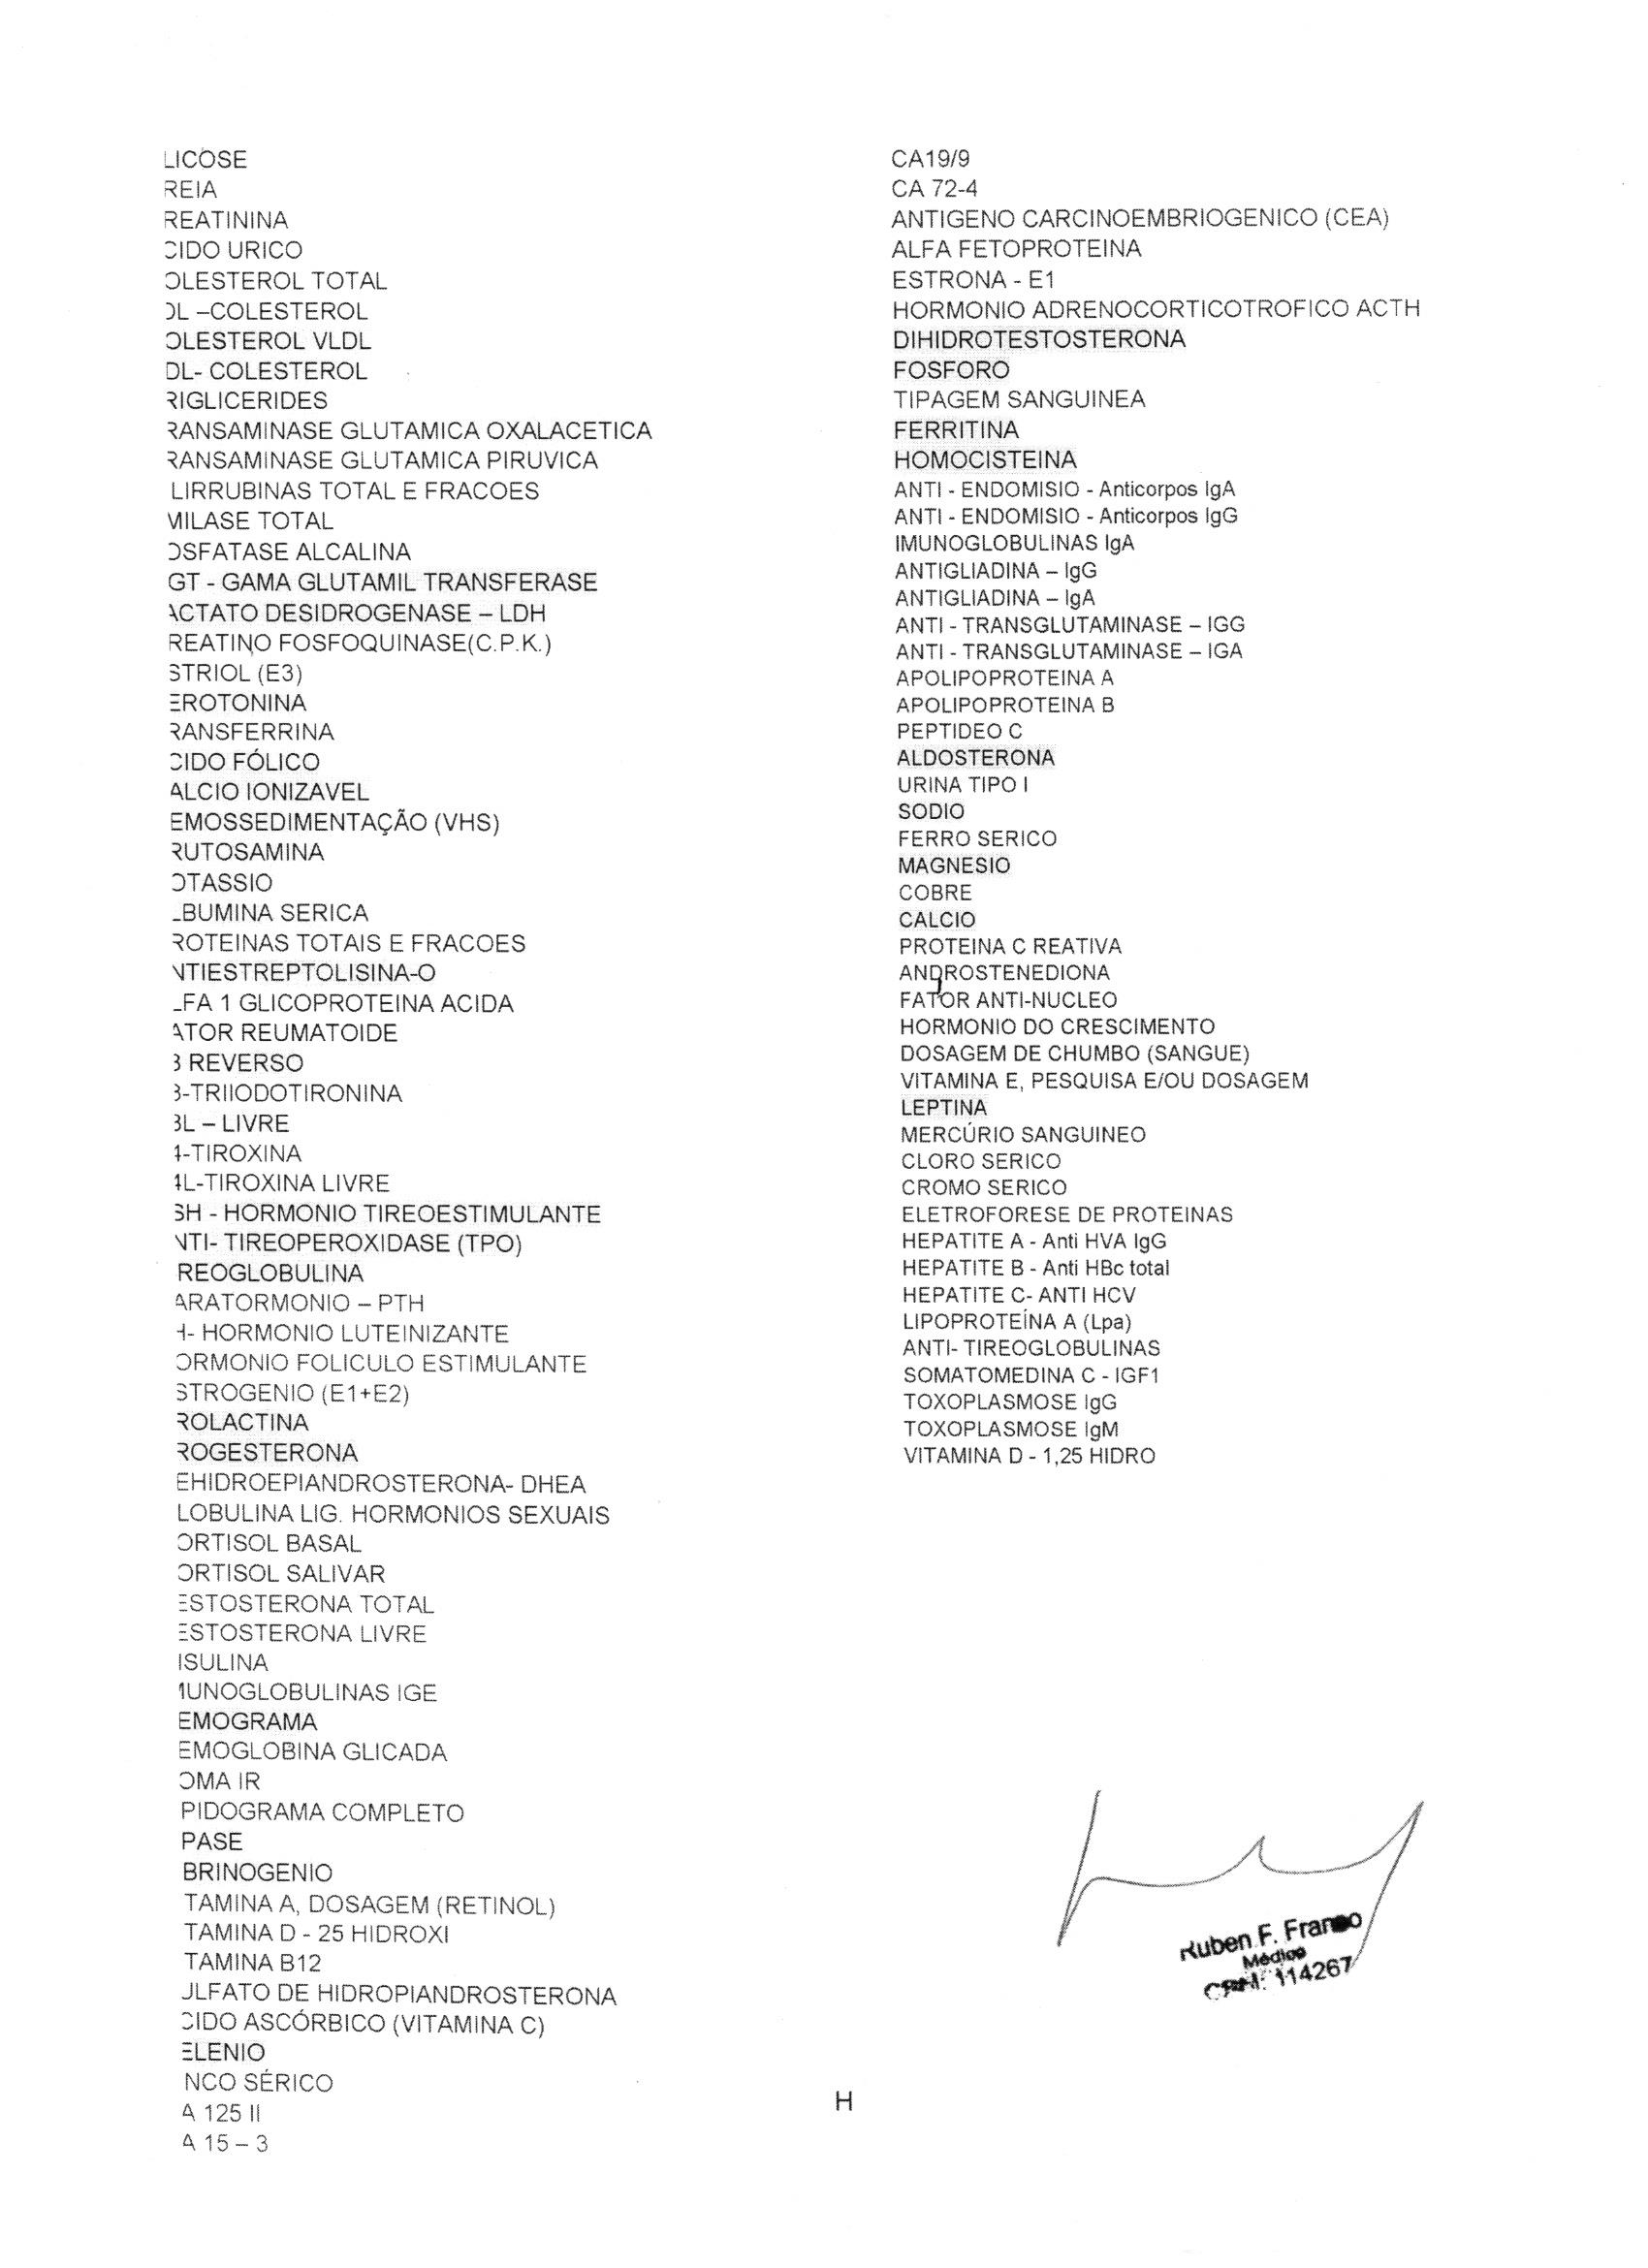 LICOSE
REIA
REATININA
CIDO URICO
OLESTEROL TOTAL
DL –COLESTEROL
OLESTEROL VLDL
DL- COLESTEROL
RIGLICERIDES
RANSAMINASE GLUTAMICA OXALACETICA
RANSAMINASE GLUTAMICA PIRUVICA
LIRRUBINAS TOTAL E FRACOES
MILASE TOTAL
OSFATASE ALCALINA
GT - GAMA GLUTAMIL TRANSFERASE
ACTATO DESIDROGENASE – LDH
REATINO FOSFOQUINASE(C.P.K.)
STRIOL (E3)
EROTONINA
RANSFERRINA
CIDO FÓLICO
ALCIO IONIZAVEL
EMOSSEDIMENTAÇÃO (VHS)
RUTOSAMINA
OTASSIO
LBUMINA SERICA
ROTEINAS TOTAIS E FRACOES
NTIESTREPTOLISINA-O
LFA 1 GLICOPROTEINA ACIDA
ATOR REUMATOIDE
3 REVERSO
3-TRIIODOTIRONINA
3L – LIVRE
4-TIROXINA
4L-TIROXINA LIVRE
SH - HORMONIO TIREOESTIMULANTE
NTI- TIREOPEROXIDASE (TPO)
REOGLOBULINA
ARATORMONIO – PTH
H- HORMONIO LUTEINIZANTE
ORMONIO FOLICULO ESTIMULANTE
STROGENIO (E1+E2)
ROLACTINA
ROGESTERONA
EHIDROEPIANDROSTERONA- DHEA
LOBULINA LIG. HORMONIOS SEXUAIS
ORTISOL BASAL
ORTISOL SALIVAR
ESTOSTERONA TOTAL
ESTOSTERONA LIVRE
ISULINA
MUNOGLOBULINAS IGE
EMOGRAMA
EMOGLOBINA GLICADA
OMA IR
PIDOGRAMA COMPLETO
PASE
BRINOGENIO
TAMINA A, DOSAGEM (RETINOL)
TAMINA D - 25 HIDROXI
TAMINA B12
ULFATO DE HIDROPIANDROSTERONA
CIDO ASCÓRBICO (VITAMINA C)
ELENIO
NCO SÉRICO
A 125 II
A 15 – 3
CA19/9
CA 72-4
ANTIGENO CARCINOEMBRIOGENICO (CEA)
ALFA FETOPROTEINA
ESTRONA - E1
HORMONIO ADRENOCORTICOTROFICO ACTH
DIHIDROTESTOSTERONA
FOSFORO
TIPAGEM SANGUINEA
FERRITINA
HOMOCISTEINA
ANTI - ENDOMISIO - Anticorpos IgA
ANTI - ENDOMISIO - Anticorpos IgG
IMUNOGLOBULINAS IgA
ANTIGLIADINA – IgG
ANTIGLIADINA – IgA
ANTI - TRANSGLUTAMINASE – IGG
ANTI - TRANSGLUTAMINASE – IGA
APOLIPOPROTEINA A
APOLIPOPROTEINA B
PEPTIDEO C
ALDOSTERONA
URINA TIPO I
SODIO
FERRO SERICO
MAGNESIO
COBRE
CALCIO
PROTEINA C REATIVA
ANDROSTENEDIONA
FATOR ANTI-NUCLEO
HORMONIO DO CRESCIMENTO
DOSAGEM DE CHUMBO (SANGUE)
VITAMINA E, PESQUISA E/OU DOSAGEM
LEPTINA
MERCÚRIO SANGUINEO
CLORO SERICO
CROMO SERICO
ELETROFORESE DE PROTEINAS
HEPATITE A - Anti HVA IgG
HEPATITE B - Anti HBc total
HEPATITE C- ANTI HCV
LIPOPROTEÍNA A (Lpa)
ANTI- TIREOGLOBULINAS
SOMATOMEDINA C - IGF1
TOXOPLASMOSE IgG
TOXOPLASMOSE IgM
VITAMINA D - 1,25 HIDRO
Ruben F. Franco
Médico
CRM: 114267
H